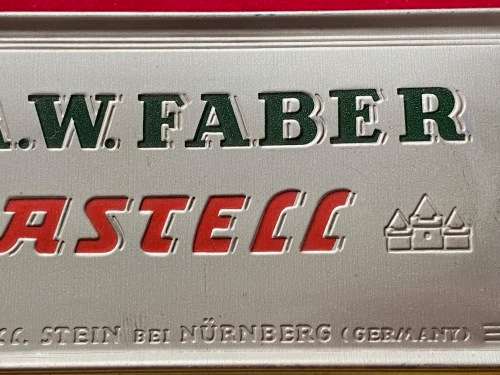 A.W. FABER
ASTELL
STEIN BEI NÜRNBERG (GERMANY)